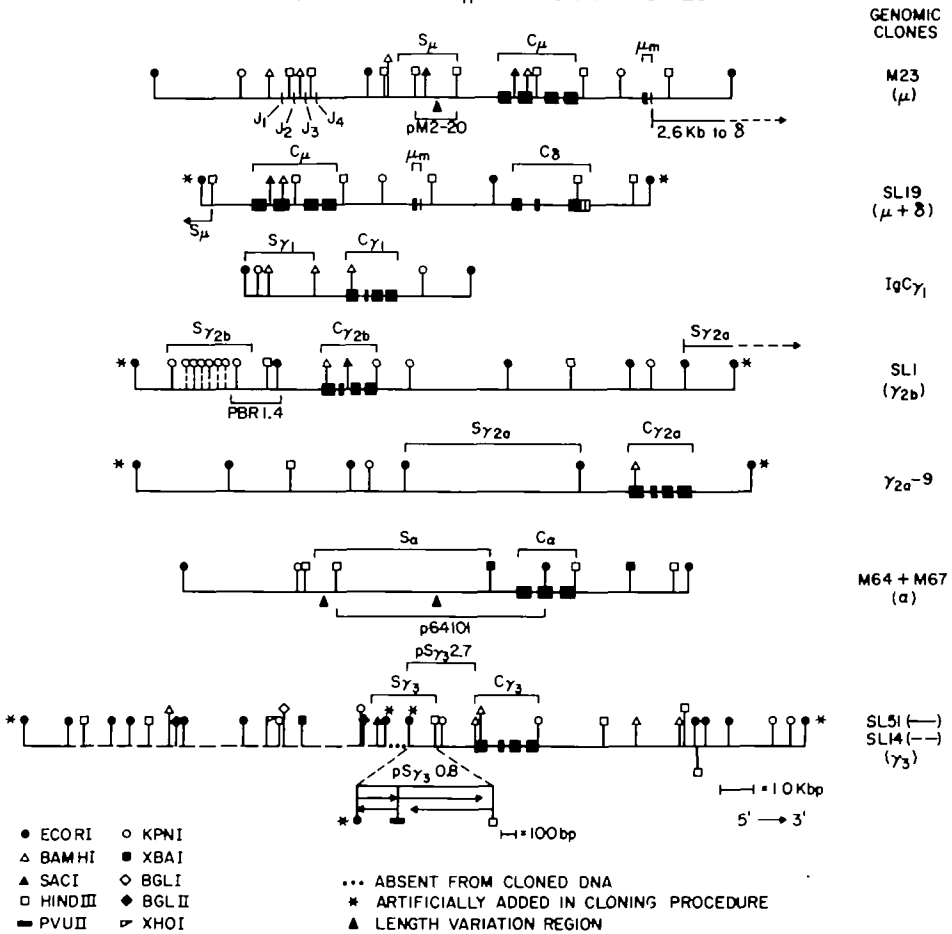 GENOMIC
CLONES
Sμ Cμ μm
M23
(μ)
J1 J2 J3 J4
pM2-20
2.6 Kb to δ
Cμ μm Cδ
* *
SL19
(μ + δ)
Sμ
Sγ1 Cγ1
IgCγ1
Sγ2b Cγ2b Sγ2a
* *
SL1
(γ2b)
PBR1.4
Sγ2a Cγ2a
* *
γ2a-9
Sα Cα
M64 + M67
(α)
p64101
pSγ3 2.7
Sγ3 Cγ3
* * * *
SL51 (—)
SL14 (--)
(γ3)
pSγ3 0.8
= 1.0 Kbp
* = 100 bp
5' → 3'
● ECORI ○ KPNI
△ BAMHI ■ XBAI
▲ SACI ◇ BGLI
□ HINDIII ◆ BGLII
PVUII XHOI
... ABSENT FROM CLONED DNA
* ARTIFICIALLY ADDED IN CLONING PROCEDURE
▲ LENGTH VARIATION REGION